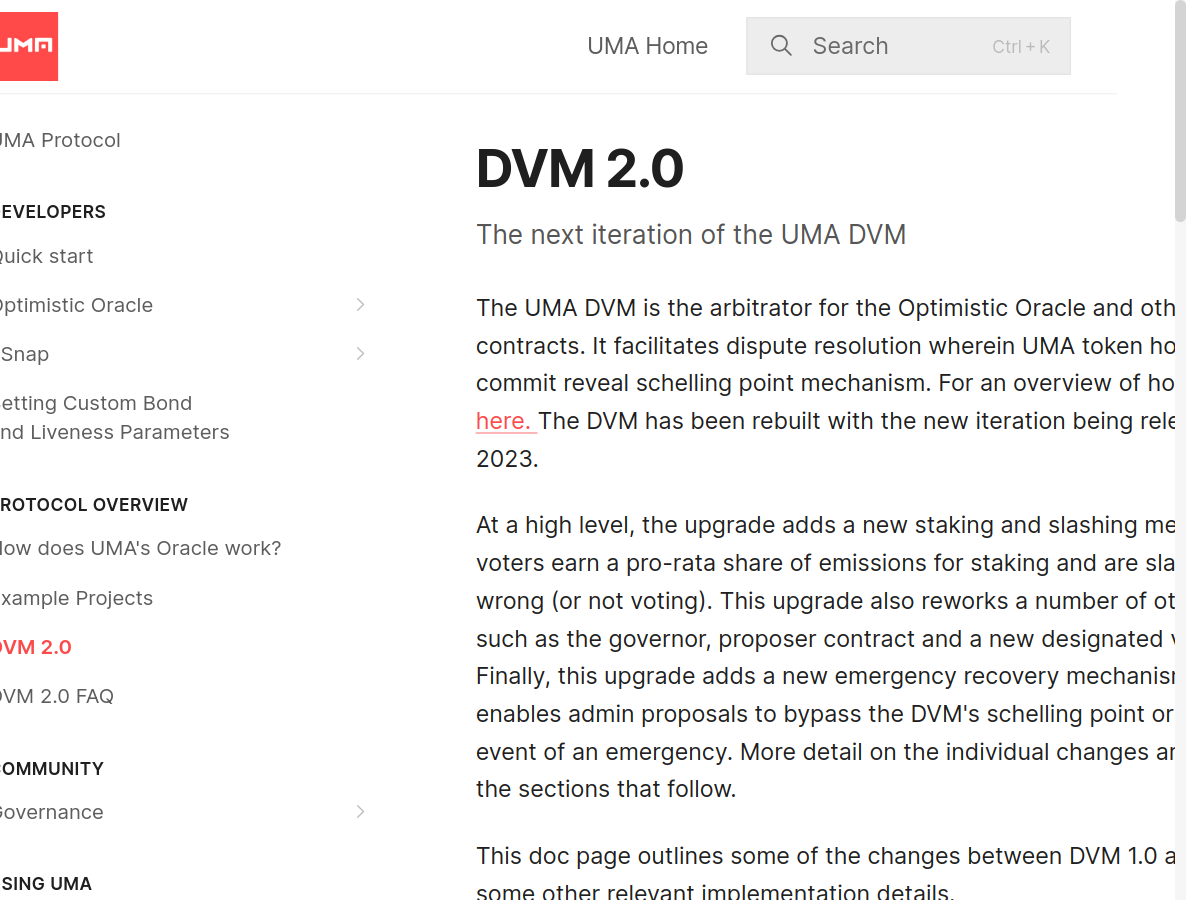 UMA
UMA Home
Search
Ctrl + K
UMA Protocol
EVELOPERS
Quick start
Optimistic Oracle
Snap
etting Custom Bond
nd Liveness Parameters
ROTOCOL OVERVIEW
How does UMA's Oracle work?
xample Projects
DVM 2.0
DVM 2.0 FAQ
OMMUNITY
Governance
SING UMA
DVM 2.0
The next iteration of the UMA DVM
The UMA DVM is the arbitrator for the Optimistic Oracle and oth
contracts. It facilitates dispute resolution wherein UMA token ho
commit reveal schelling point mechanism. For an overview of ho
here. The DVM has been rebuilt with the new iteration being rele
2023.
At a high level, the upgrade adds a new staking and slashing me
voters earn a pro-rata share of emissions for staking and are sla
wrong (or not voting). This upgrade also reworks a number of ot
such as the governor, proposer contract and a new designated v
Finally, this upgrade adds a new emergency recovery mechanism
enables admin proposals to bypass the DVM's schelling point or
event of an emergency. More detail on the individual changes ar
the sections that follow.
This doc page outlines some of the changes between DVM 1.0 a
some other relevant implementation details.